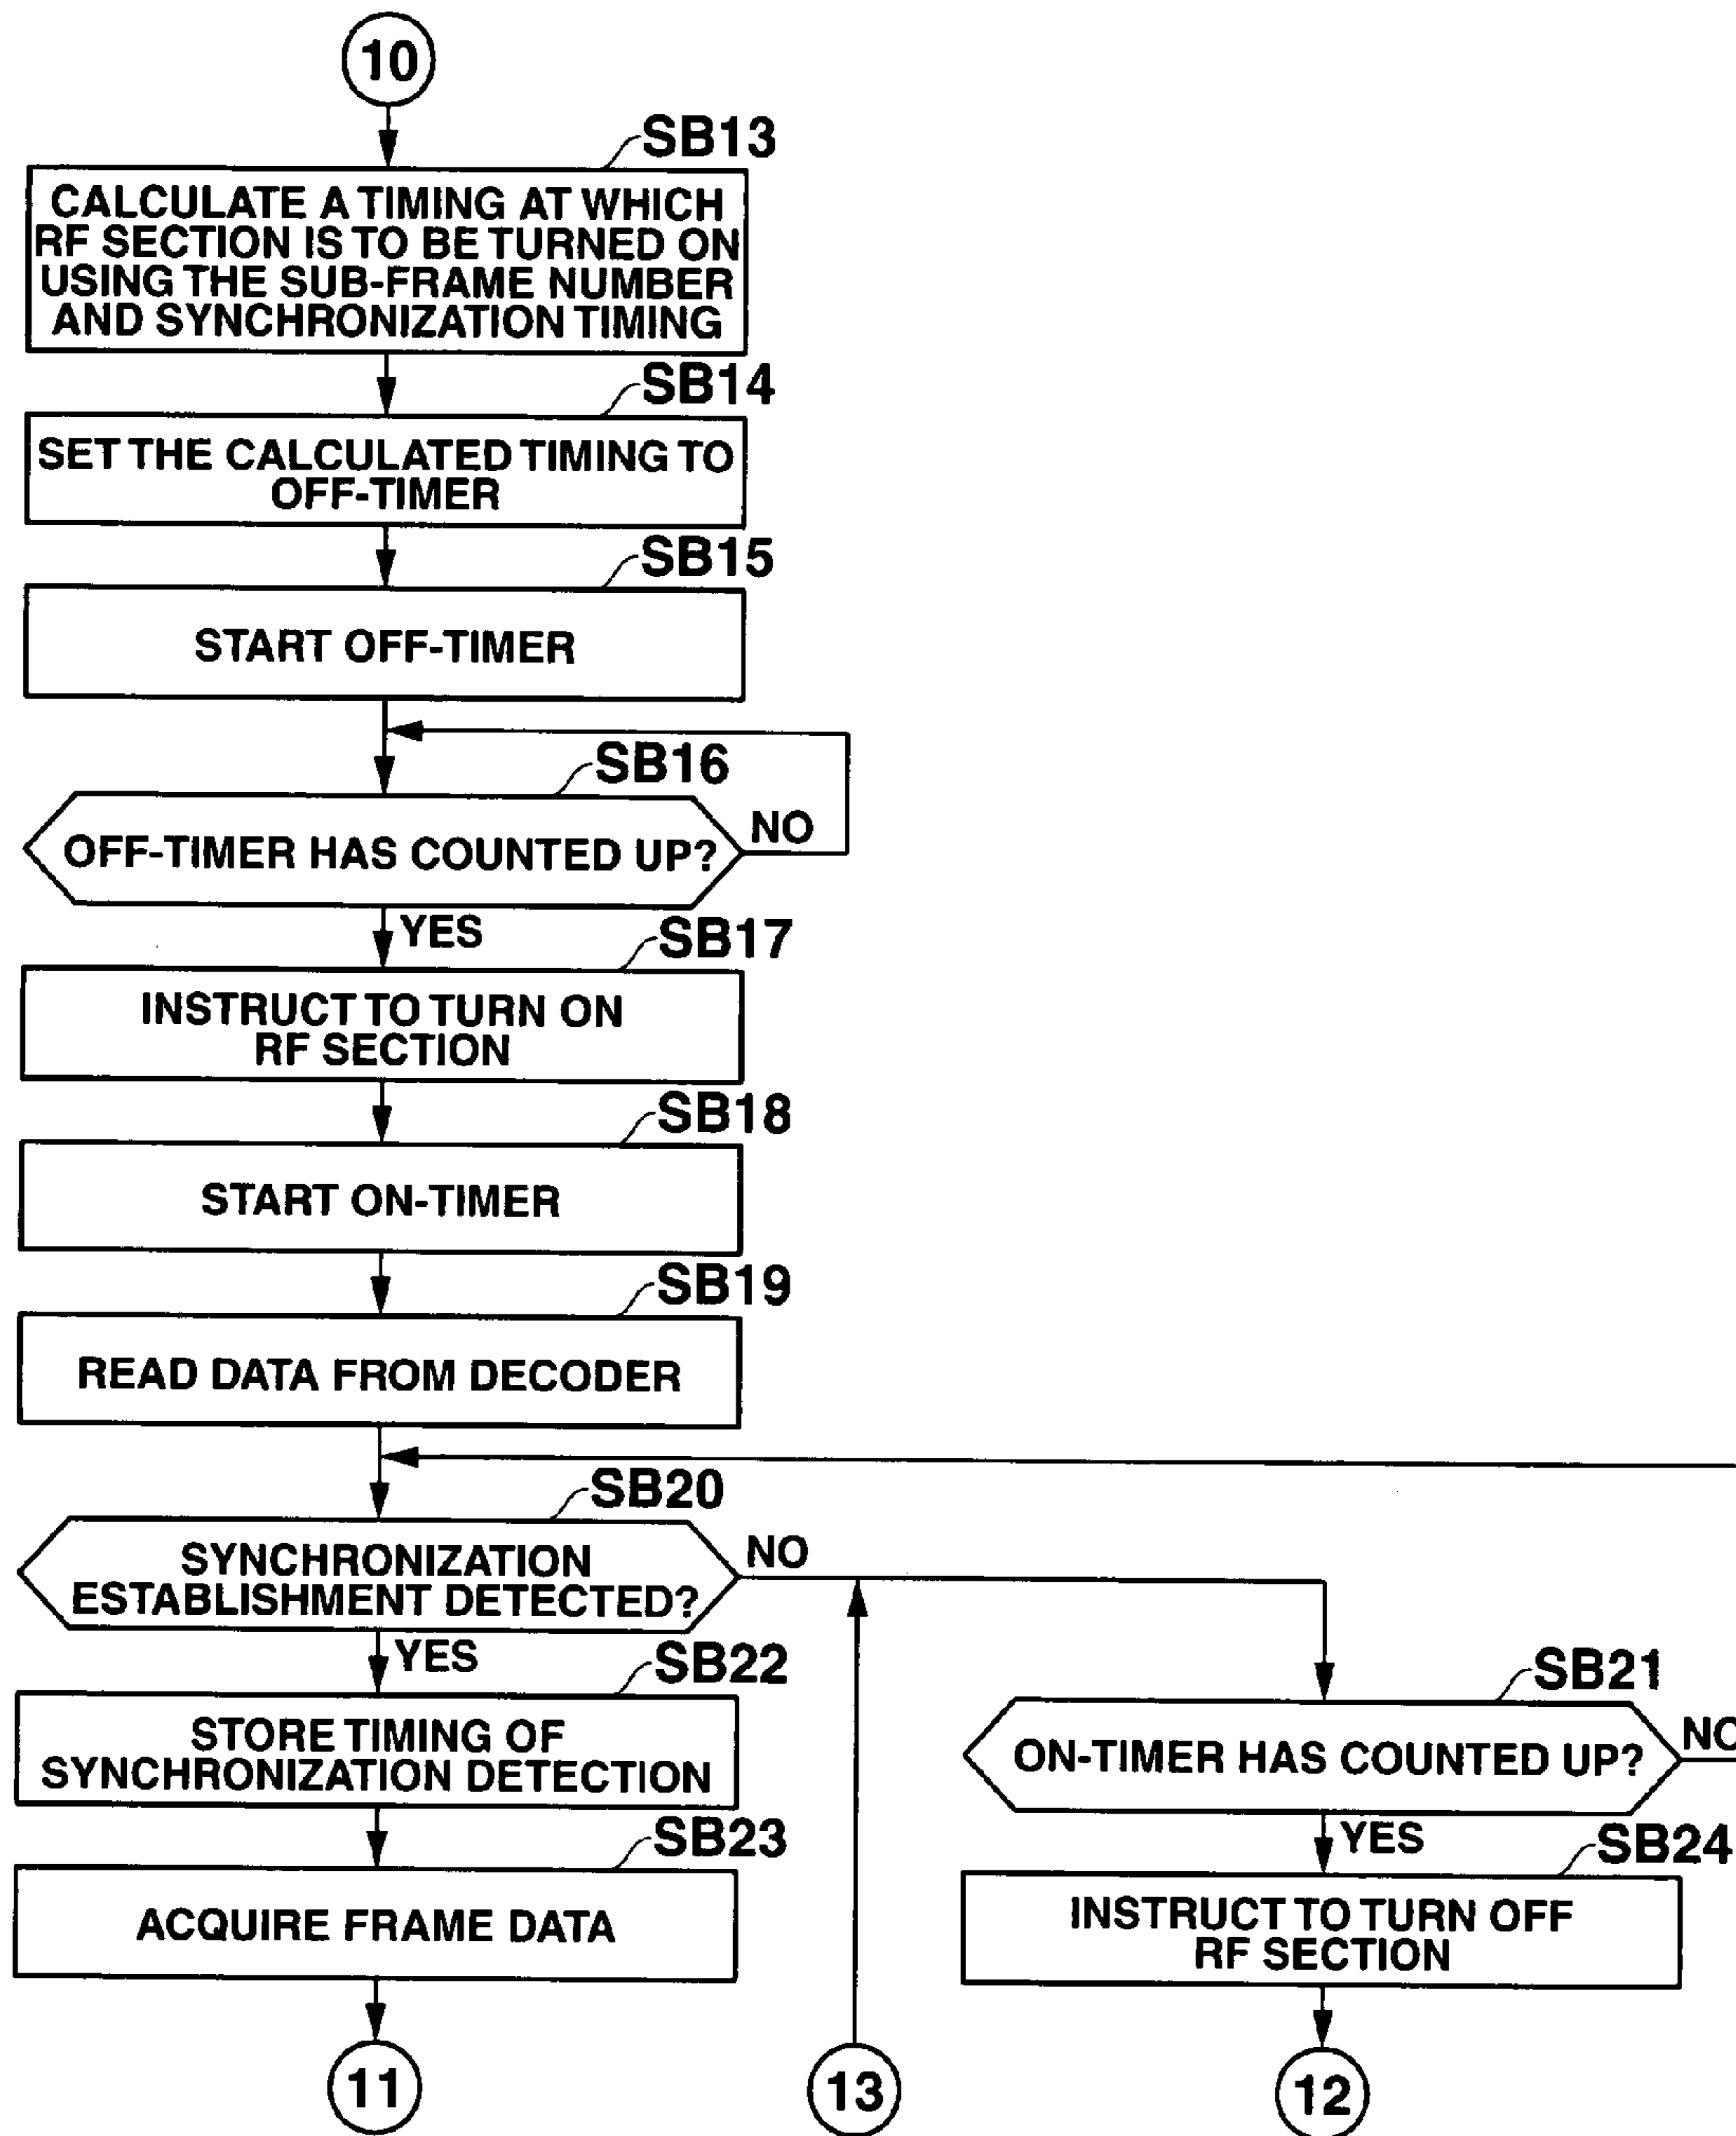 10
SB13
CALCULATE A TIMING AT WHICH
RF SECTION IS TO BE TURNED ON
USING THE SUB-FRAME NUMBER
AND SYNCHRONIZATION TIMING
SB14
SET THE CALCULATED TIMING TO
OFF-TIMER
SB15
START OFF-TIMER
SB16
OFF-TIMER HAS COUNTED UP?
NO
YES
SB17
INSTRUCT TO TURN ON
RF SECTION
SB18
START ON-TIMER
SB19
READ DATA FROM DECODER
SB20
SYNCHRONIZATION
ESTABLISHMENT DETECTED?
NO
YES
SB22
STORE TIMING OF
SYNCHRONIZATION DETECTION
SB23
ACQUIRE FRAME DATA
11
13
SB21
ON-TIMER HAS COUNTED UP?
NO
YES
SB24
INSTRUCT TO TURN OFF
RF SECTION
12